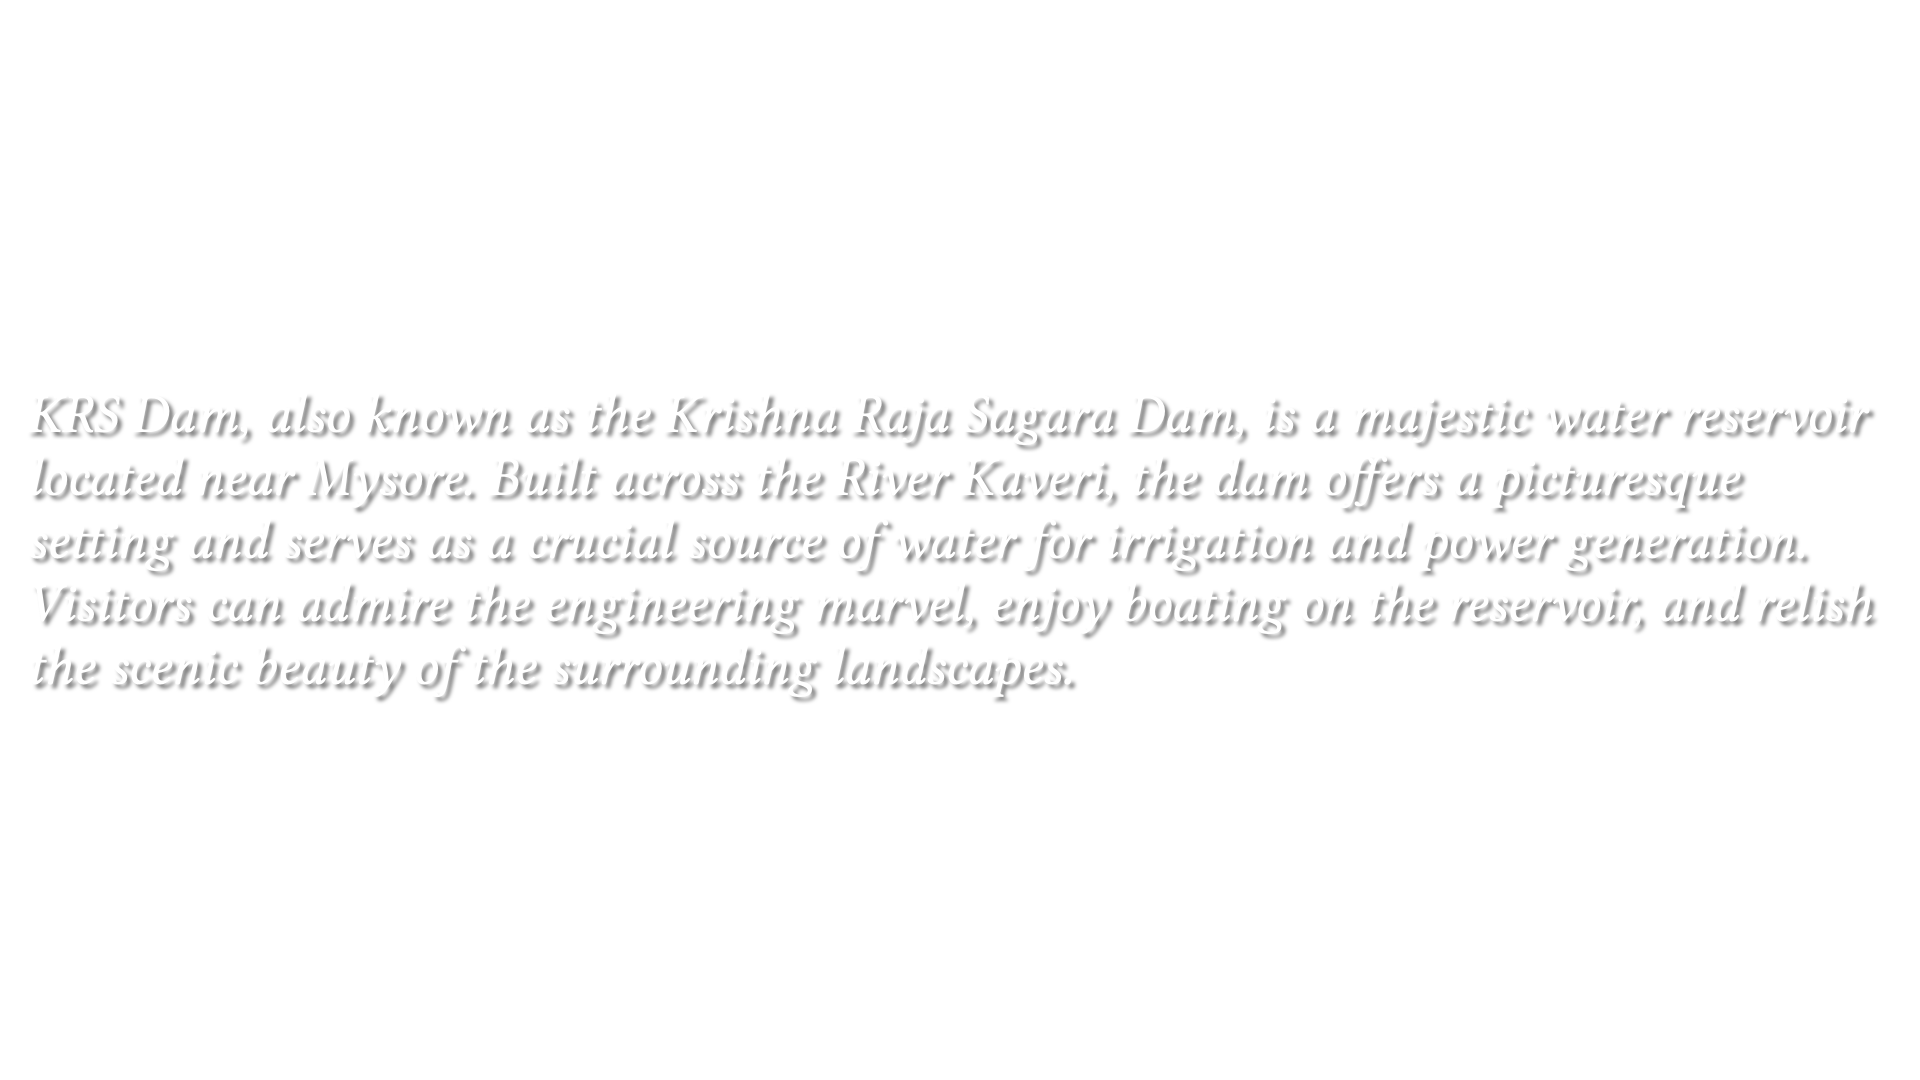 KRS Dam, also known as the Krishna Raja Sagara Dam, is a majestic water reservoir
located near Mysore. Built across the River Kaveri, the dam offers a picturesque
setting and serves as a crucial source of water for irrigation and power generation.
Visitors can admire the engineering marvel, enjoy boating on the reservoir, and relish
the scenic beauty of the surrounding landscapes.